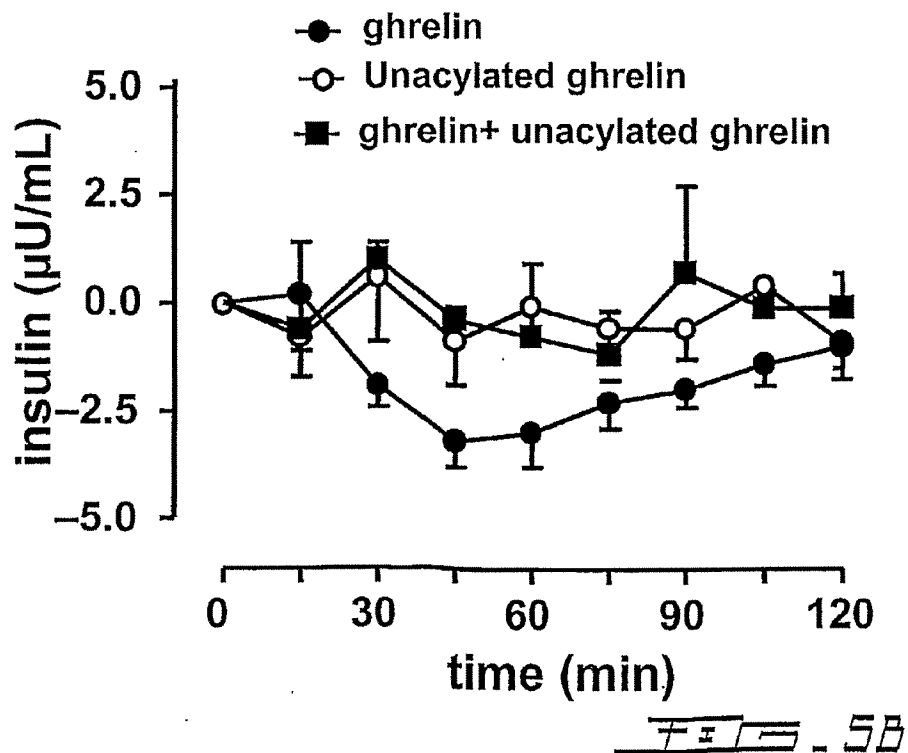 ghrelin
Unacylated ghrelin
ghrelin+ unacylated ghrelin
insulin (µU/mL)
5.0
2.5
0.0
−2.5
−5.0
0 30 60 90 120
time (min)
FIG. 5B